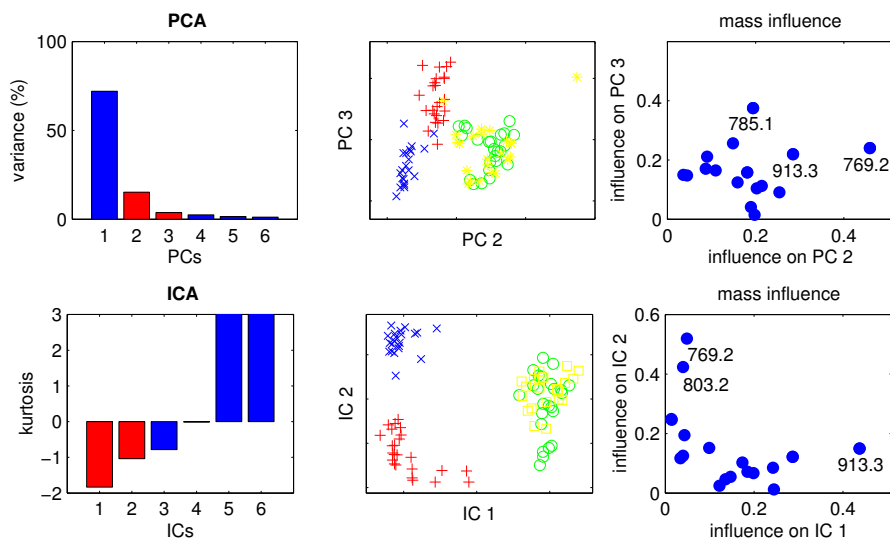 PCA
100
50
0
variance (%)
1 2 3 4 5 6
PCs
PC 3
PC 2
mass influence
0.4
0.2
0
influence on PC 3
785.1
913.3
769.2
0 0.2 0.4
influence on PC 2
ICA
3
2
1
0
−1
−2
kurtosis
1 2 3 4 5 6
ICs
IC 2
IC 1
mass influence
0.6
0.4
0.2
0
influence on IC 2
769.2
803.2
913.3
0 0.2 0.4
influence on IC 1